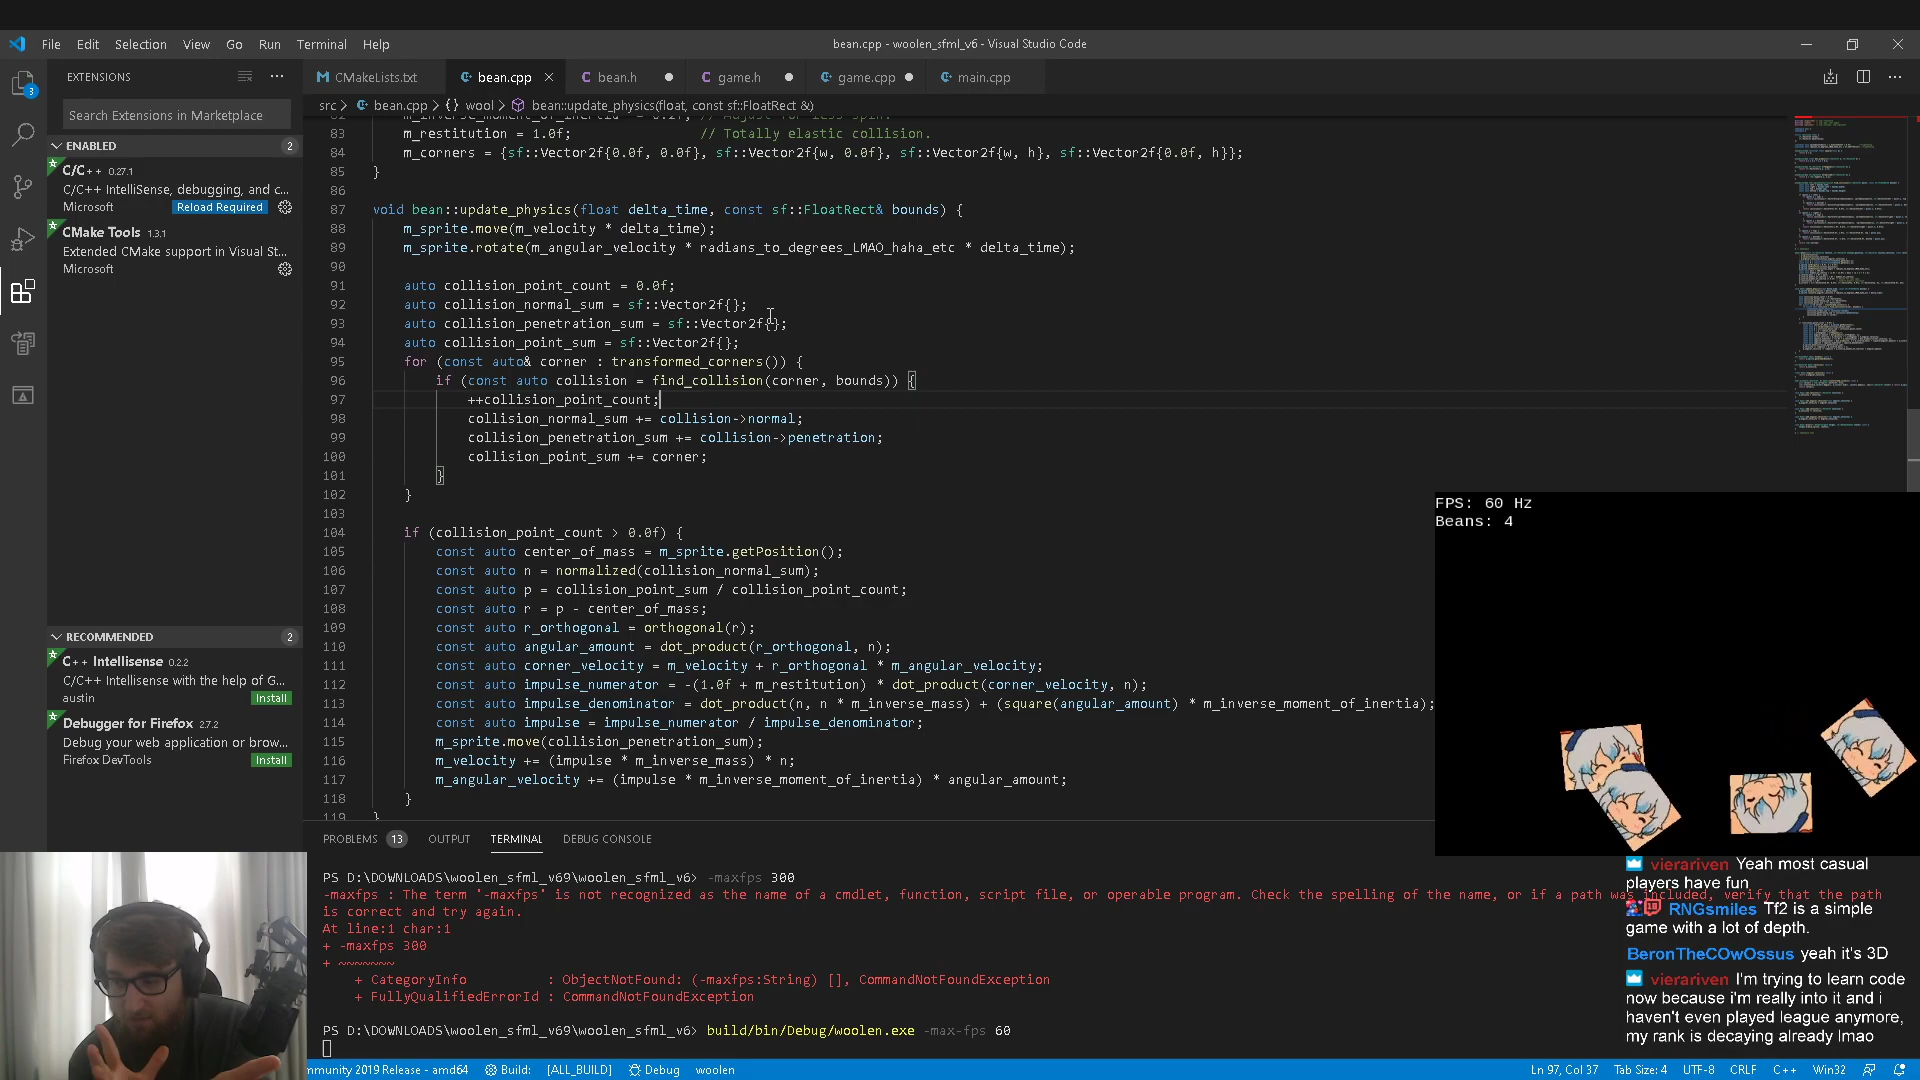 File Edit Selection View Go Run Terminal Help
bean.cpp - woolen_sfml_v6 - Visual Studio Code
EXTENSIONS
CMakeLists.txt
bean.cpp
bean.h
game.h
game.cpp
main.cpp
3
Search Extensions in Marketplace
src > bean.cpp > {} wool > bean::update_physics(float, const sf::FloatRect &)
ENABLED 2
C/C++ 0.27.1
C/C++ IntelliSense, debugging, and c...
Microsoft Reload Required
CMake Tools 1.3.1
Extended CMake support in Visual St...
Microsoft
RECOMMENDED 2
C++ Intellisense 0.2.2
C/C++ Intellisense with the help of G...
austin Install
Debugger for Firefox 2.7.2
Debug your web application or brow...
Firefox DevTools Install
83 m_restitution = 1.0f; // Totally elastic collision.
84 m_corners = {sf::Vector2f{0.0f, 0.0f}, sf::Vector2f{w, 0.0f}, sf::Vector2f{w, h}, sf::Vector2f{0.0f, h}};
85 }
86
87 void bean::update_physics(float delta_time, const sf::FloatRect& bounds) {
88 m_sprite.move(m_velocity * delta_time);
89 m_sprite.rotate(m_angular_velocity * radians_to_degrees_LMAO_haha_etc * delta_time);
90
91 auto collision_point_count = 0.0f;
92 auto collision_normal_sum = sf::Vector2f{};
93 auto collision_penetration_sum = sf::Vector2f{};
94 auto collision_point_sum = sf::Vector2f{};
95 for (const auto& corner : transformed_corners()) {
96 if (const auto collision = find_collision(corner, bounds)) {
97 ++collision_point_count;
98 collision_normal_sum += collision->normal;
99 collision_penetration_sum += collision->penetration;
100 collision_point_sum += corner;
101 }
102 }
103
104 if (collision_point_count > 0.0f) {
105 const auto center_of_mass = m_sprite.getPosition();
106 const auto n = normalized(collision_normal_sum);
107 const auto p = collision_point_sum / collision_point_count;
108 const auto r = p - center_of_mass;
109 const auto r_orthogonal = orthogonal(r);
110 const auto angular_amount = dot_product(r_orthogonal, n);
111 const auto corner_velocity = m_velocity + r_orthogonal * m_angular_velocity;
112 const auto impulse_numerator = -(1.0f + m_restitution) * dot_product(corner_velocity, n);
113 const auto impulse_denominator = dot_product(n, n * m_inverse_mass) + (square(angular_amount) * m_inverse_moment_of_inertia);
114 const auto impulse = impulse_numerator / impulse_denominator;
115 m_sprite.move(collision_penetration_sum);
116 m_velocity += (impulse * m_inverse_mass) * n;
117 m_angular_velocity += (impulse * m_inverse_moment_of_inertia) * angular_amount;
118 }
119 }
FPS: 60 Hz
Beans: 4
PROBLEMS 13 OUTPUT TERMINAL DEBUG CONSOLE
PS D:\DOWNLOADS\woolen_sfml_v69\woolen_sfml_v6> -maxfps 300
-maxfps : The term '-maxfps' is not recognized as the name of a cmdlet, function, script file, or operable program. Check the spelling of the name, or if a path was included, verify that the path
is correct and try again.
At line:1 char:1
+ -maxfps 300
+ ~~~~~~~
+ CategoryInfo : ObjectNotFound: (-maxfps:String) [], CommandNotFoundException
+ FullyQualifiedErrorId : CommandNotFoundException
PS D:\DOWNLOADS\woolen_sfml_v69\woolen_sfml_v6> build/bin/Debug/woolen.exe -max-fps 60
vierariven Yeah most casual
players have fun
RNGsmiles Tf2 is a simple
game with a lot of depth.
BeronTheCOwOssus yeah it's 3D
vierariven I'm trying to learn code
now because i'm really into it and i
haven't even played league anymore,
my rank is decaying already lmao
mmunity 2019 Release - amd64 Build: [ALL_BUILD] Debug woolen
Ln 97, Col 37 Tab Size: 4 UTF-8 CRLF C++ Win32